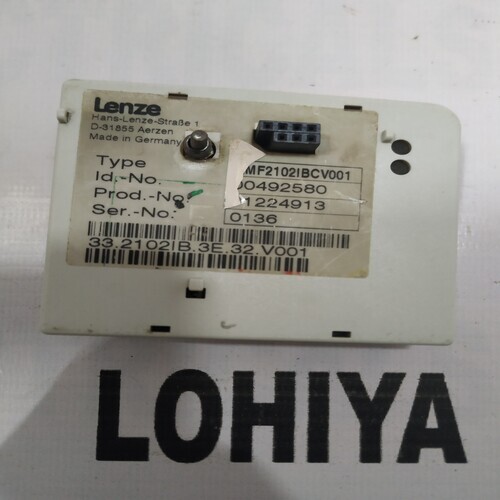 Lenze
Hans-Lenze-Straße 1
D-31855 Aerzen
Made in Germany
Type MF2102IBCV001
Id.-No. 00492580
Prod.-No. 1224913
Ser.-No.: 0136
33.2102IB.3E.32.V001
LOHIYA